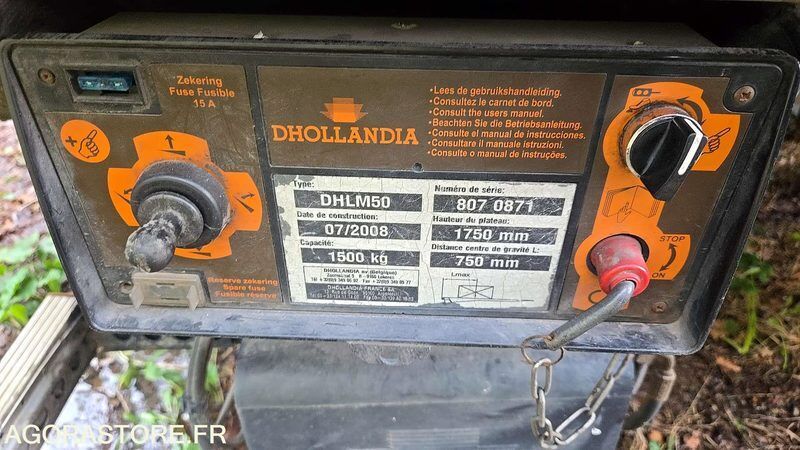 Zekering
Fuse Fusible
15 A
DHOLLANDIA
•Lees de gebruikshandleiding.
•Consultez le carnet de bord.
•Consult the users manuel.
•Beachten Sie die Betriebsanleitung.
•Consulte el manual de instrucciones.
•Consultare il manuale istruzioni.
•Consulte o manual de instruções.
Type:
DHLM50
Numéro de série:
807 0871
Date de construction:
07/2008
Hauteur du plateau:
1750 mm
Capacité:
1500 kg
Distance centre de gravité L:
750 mm
DHOLLANDIA nv (Belgique)
DHOLLANDIA FRANCE SA
Lmax
Reserve zekering
Spare fuse
Fusible réserve
STOP
ON
AGORASTORE.FR